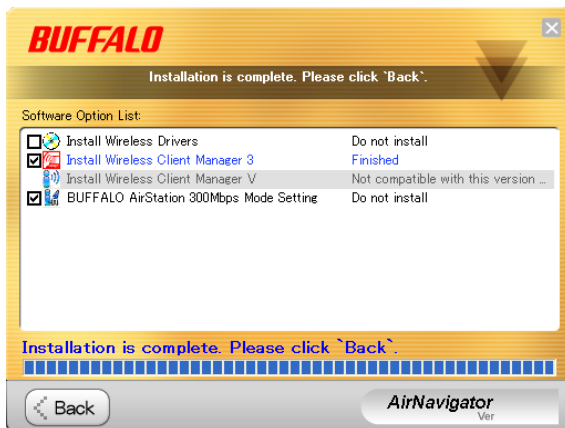 BUFFALO
Installation is complete. Please click `Back`.
Software Option List:
Install Wireless Drivers Do not install
Install Wireless Client Manager 3 Finished
Install Wireless Client Manager V Not compatible with this version ...
BUFFALO AirStation 300Mbps Mode Setting Do not install
Installation is complete. Please click `Back`.
Back
AirNavigator
Ver